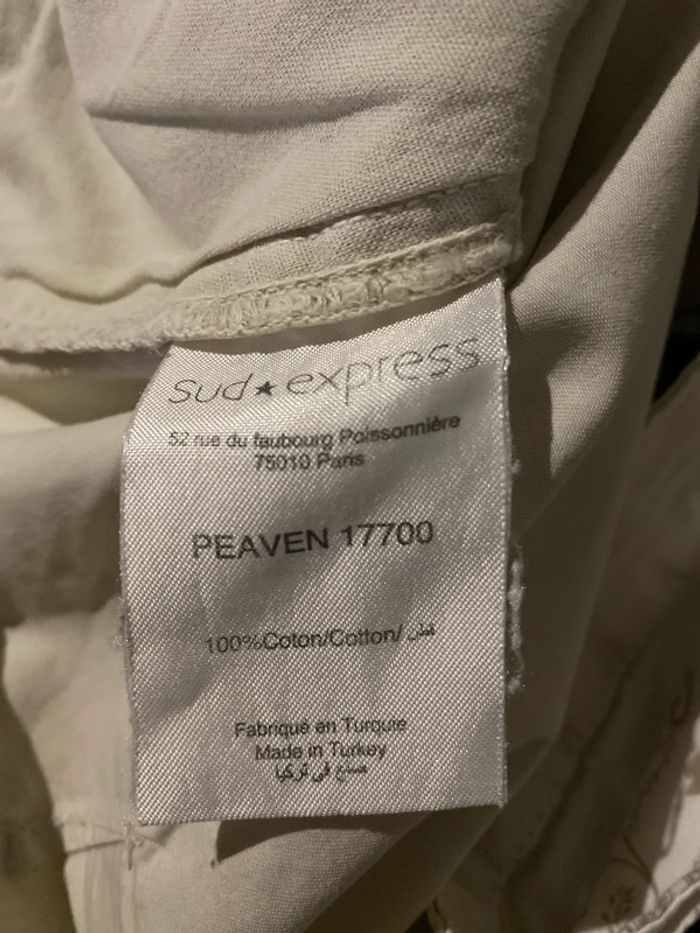 Sud★express
52 rue du faubourg Poissonnière
75010 Paris
PEAVEN 17700
100%Coton/Cotton/ قطن
Fabriqué en Turquie
Made in Turkey
صنع في تركيا